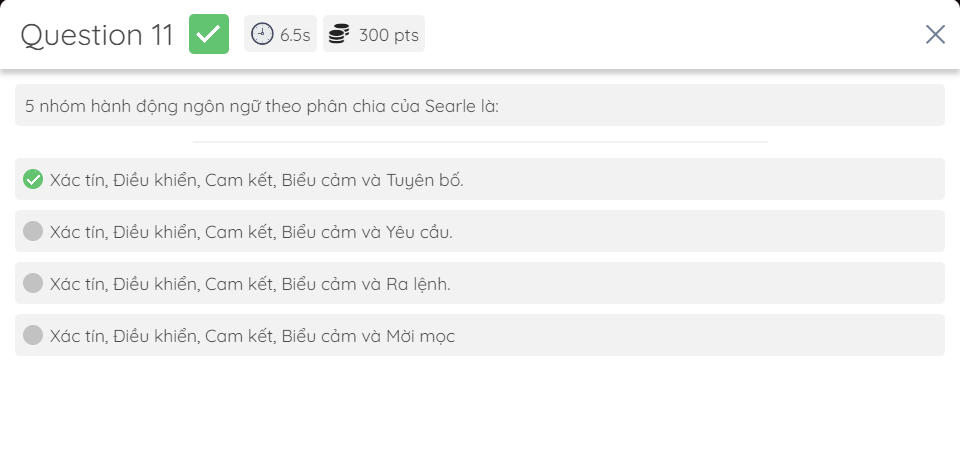 Question 11
6.5s
300 pts
5 nhóm hành động ngôn ngữ theo phân chia của Searle là:
Xác tín, Điều khiển, Cam kết, Biểu cảm và Tuyên bố.
Xác tín, Điều khiển, Cam kết, Biểu cảm và Yêu cầu.
Xác tín, Điều khiển, Cam kết, Biểu cảm và Ra lệnh.
Xác tín, Điều khiển, Cam kết, Biểu cảm và Mời mọc